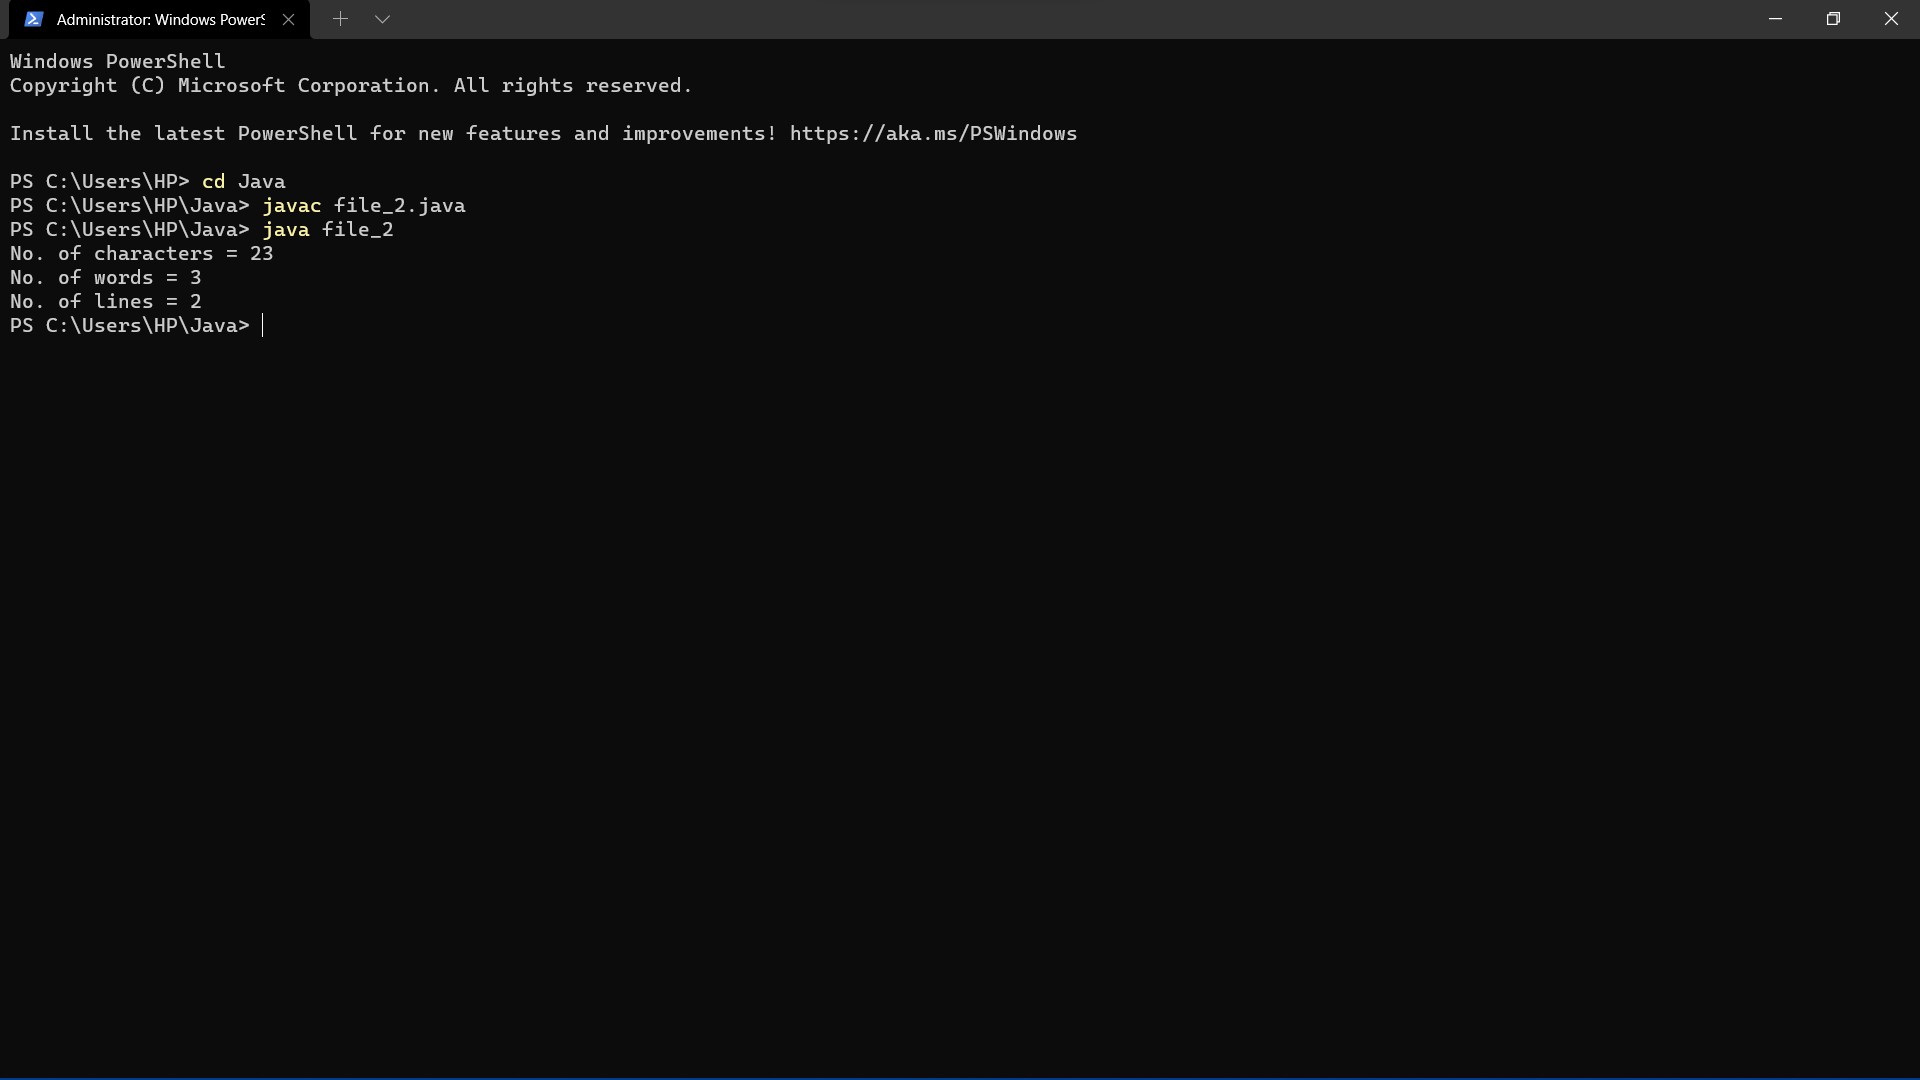 Administrator: Windows PowerS
Windows PowerShell
Copyright (C) Microsoft Corporation. All rights reserved.
Install the latest PowerShell for new features and improvements! https://aka.ms/PSWindows
PS C:\Users\HP> cd Java
PS C:\Users\HP\Java> javac file_2.java
PS C:\Users\HP\Java> java file_2
No. of characters = 23
No. of words = 3
No. of lines = 2
PS C:\Users\HP\Java>